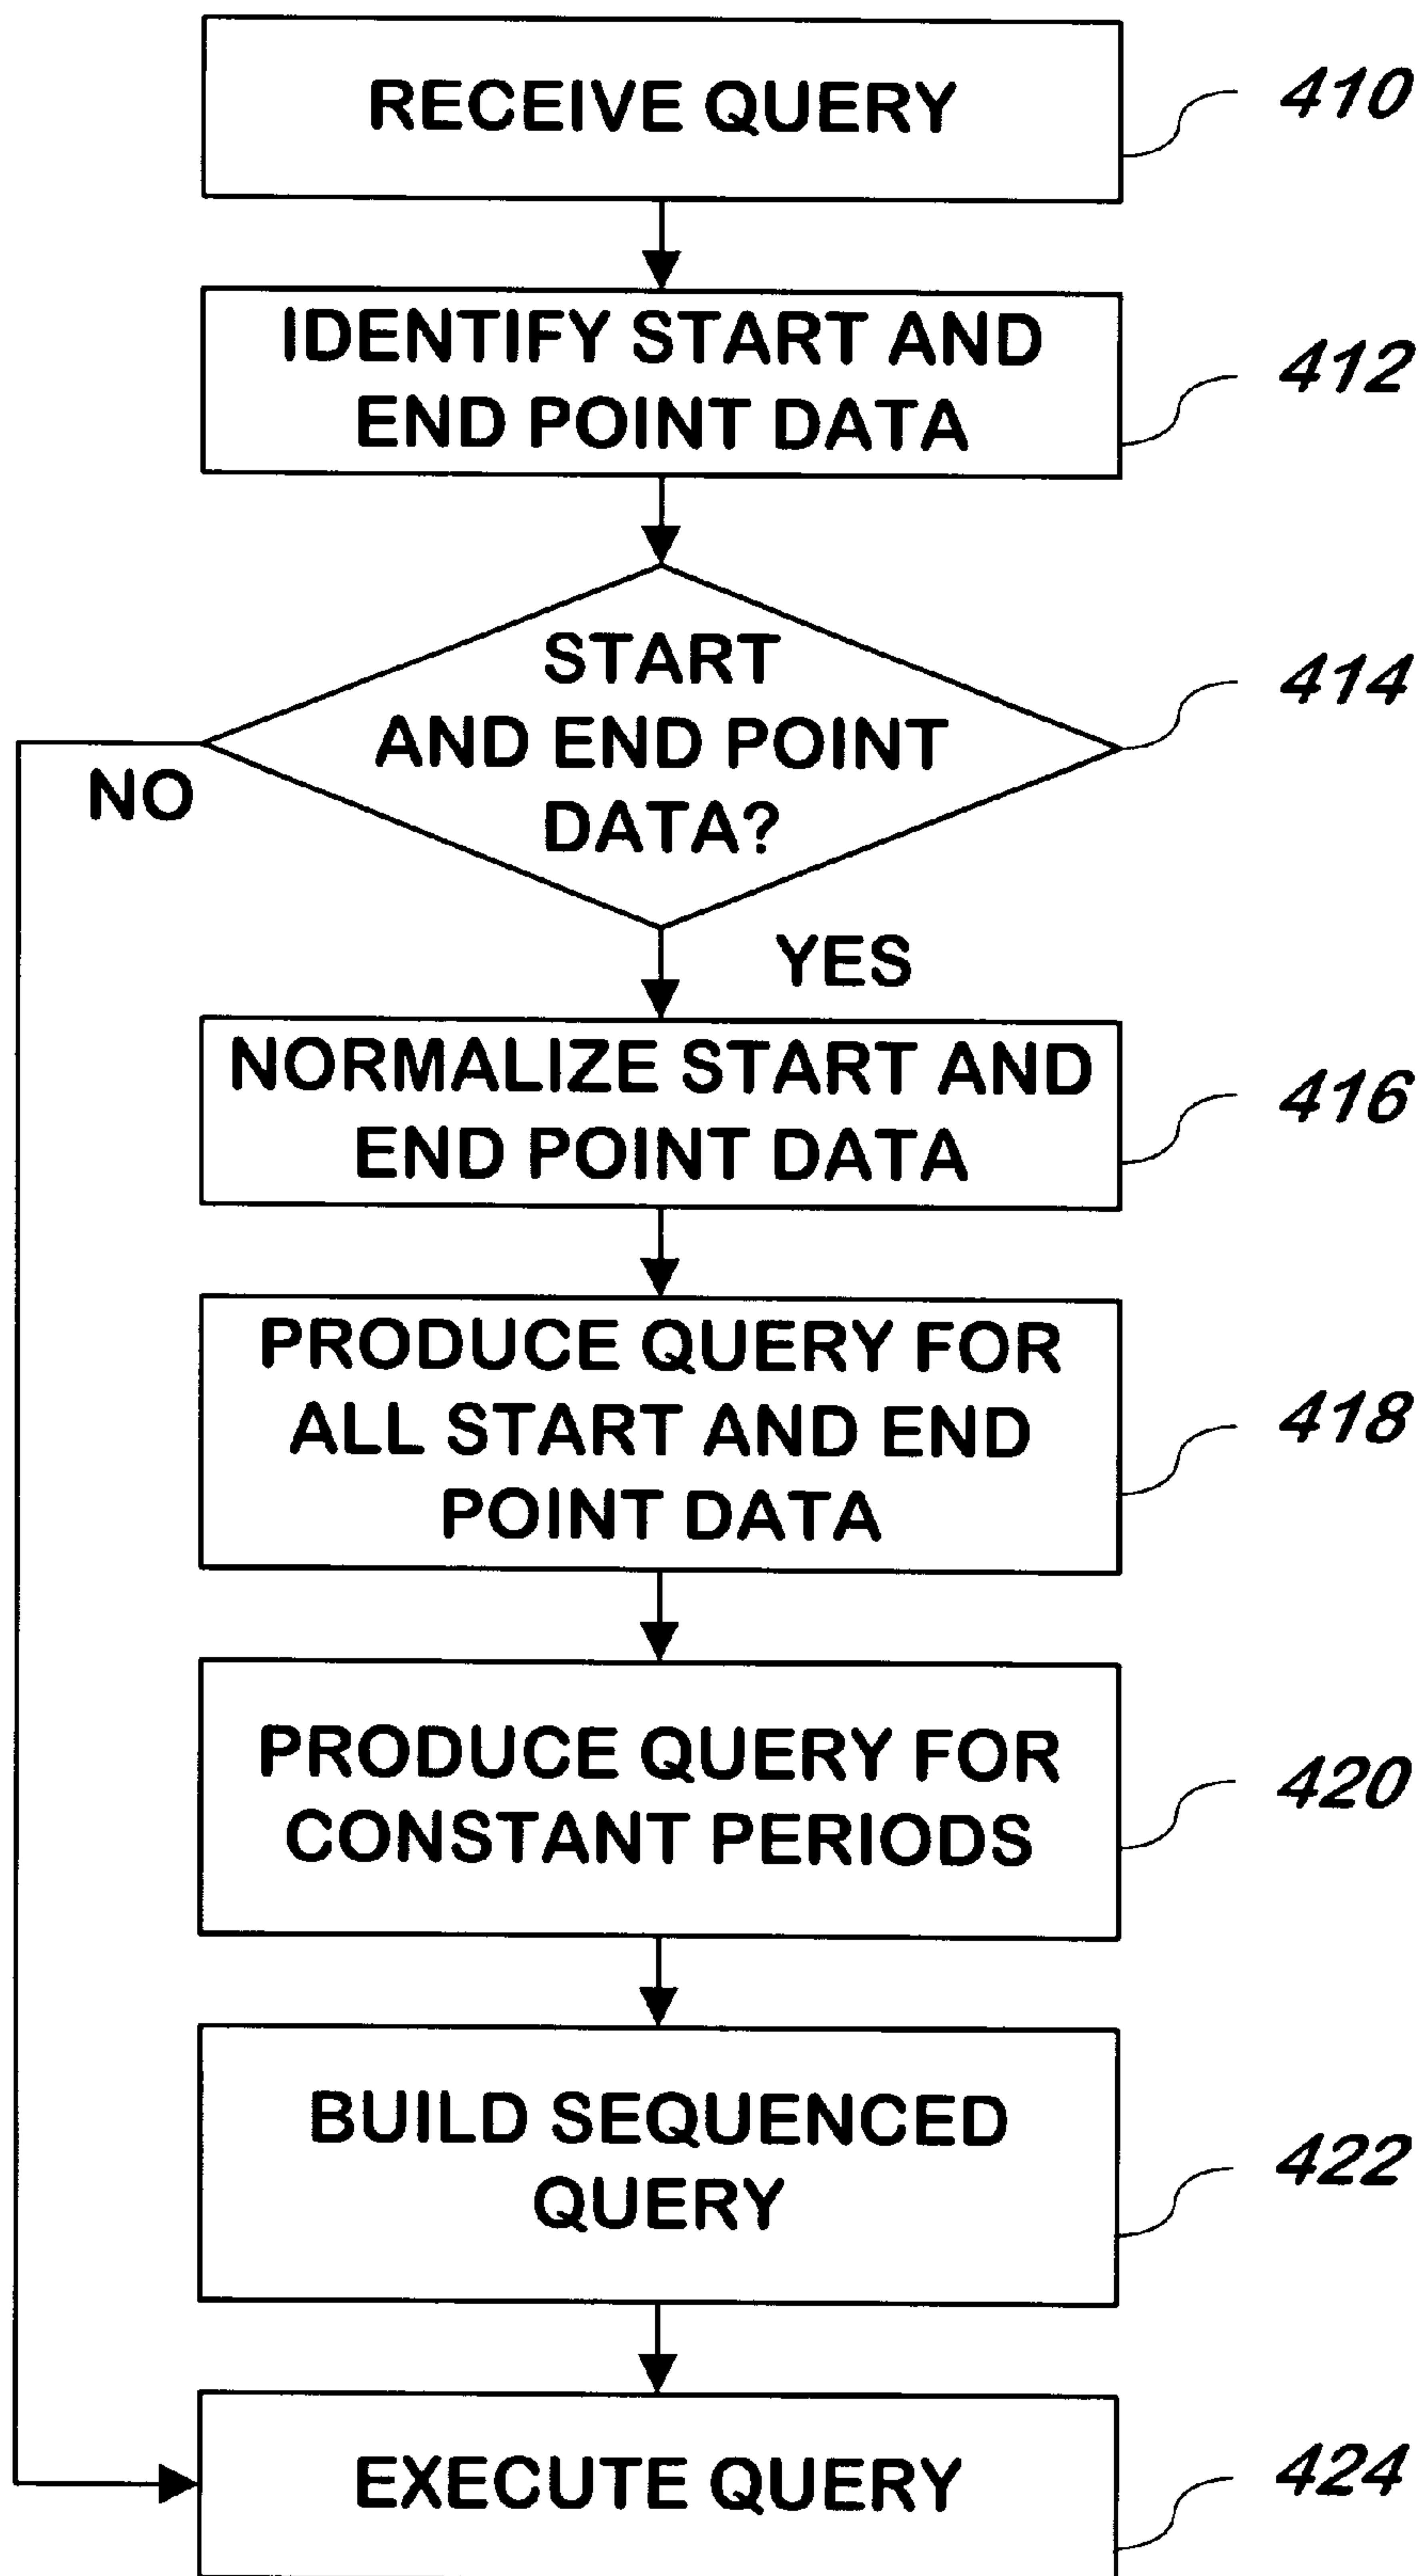 RECEIVE QUERY
410
IDENTIFY START AND
END POINT DATA
412
START
AND END POINT
DATA?
414
NO
YES
NORMALIZE START AND
END POINT DATA
416
PRODUCE QUERY FOR
ALL START AND END
POINT DATA
418
PRODUCE QUERY FOR
CONSTANT PERIODS
420
BUILD SEQUENCED
QUERY
422
EXECUTE QUERY
424